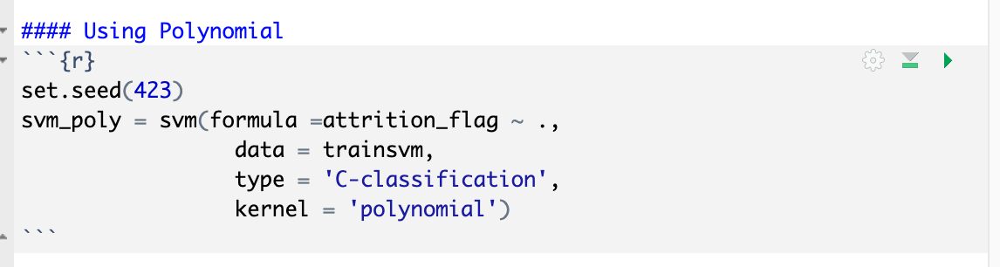 #### Using Polynomial
```{r}
set.seed(423)
svm_poly = svm(formula =attrition_flag ~ .,
data = trainsvm,
type = 'C-classification',
kernel = 'polynomial')
```